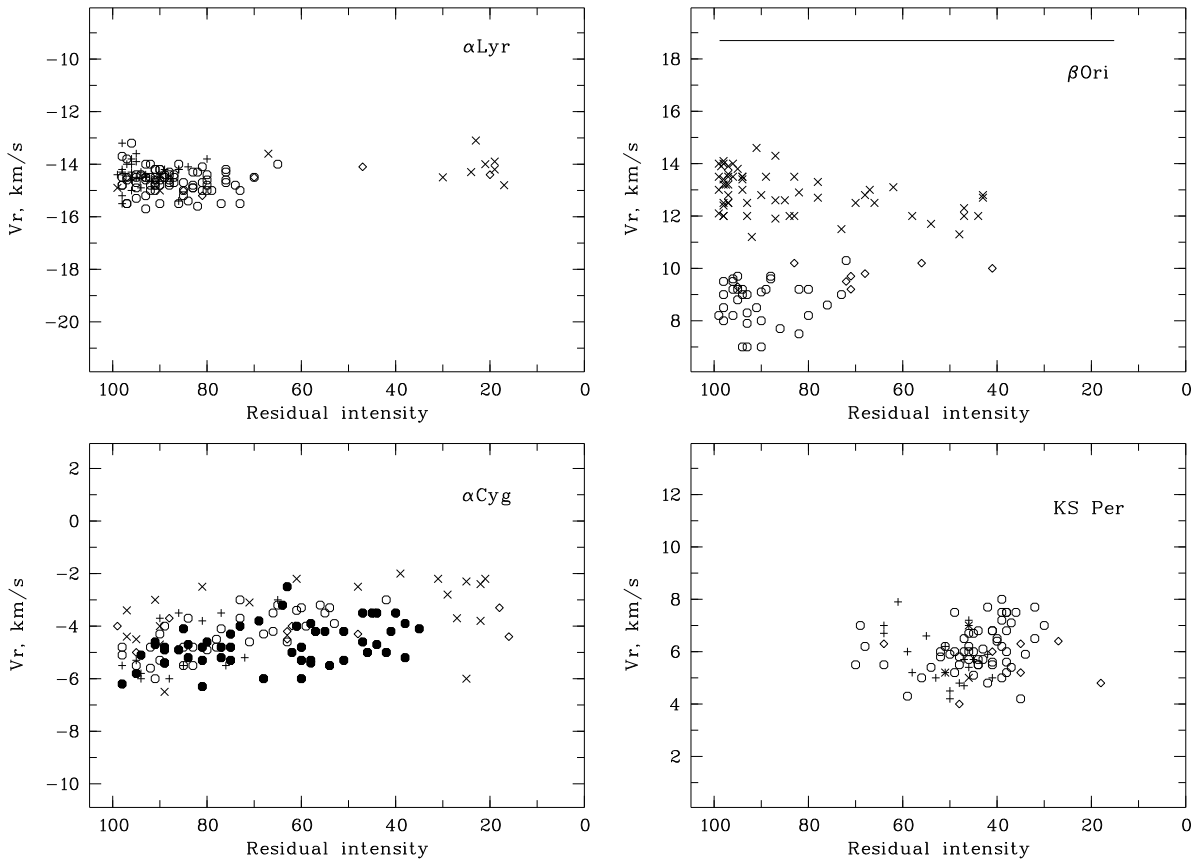 αLyr
Vr, km/s
−10
−12
−14
−16
−18
−20
100 80 60 40 20 0
Residual intensity
βOri
Vr, km/s
18
16
14
12
10
8
100 80 60 40 20 0
Residual intensity
αCyg
Vr, km/s
2
0
−2
−4
−6
−8
−10
100 80 60 40 20 0
Residual intensity
KS Per
Vr, km/s
12
10
8
6
4
2
100 80 60 40 20 0
Residual intensity